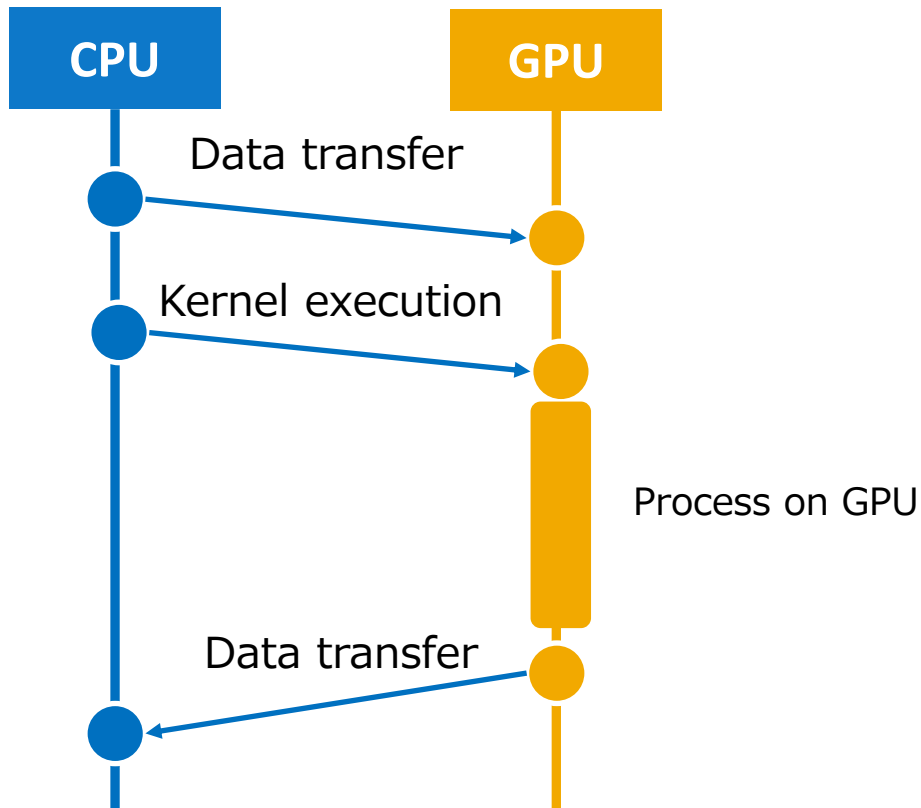 CPU
GPU
Data transfer
Kernel execution
Process on GPU
Data transfer